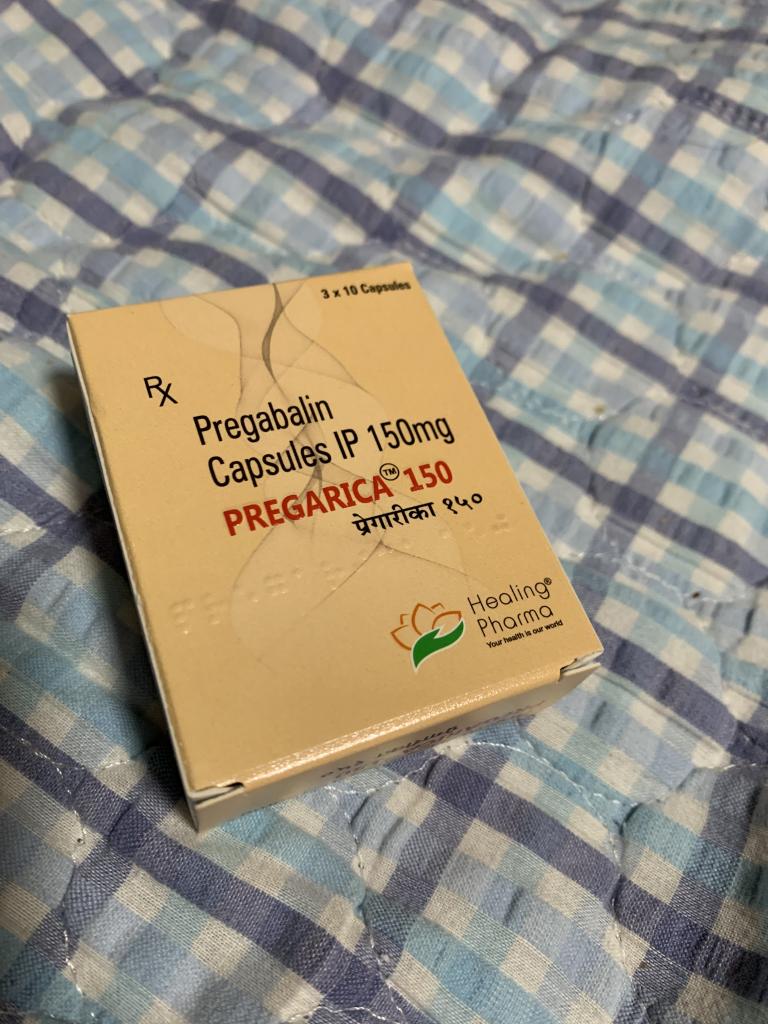 3 x 10 Capsules
Rx
Pregabalin
Capsules IP 150mg
PREGARICA™ 150
प्रेगारीका १५०
Healing®
Pharma
Your health is our world